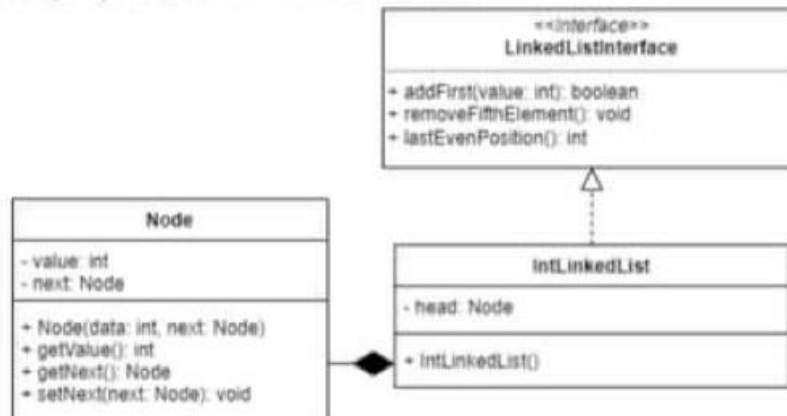 <<Interface>>
LinkedListInterface
+ addFirst(value: int): boolean
+ removeFifthElement(): void
+ lastEvenPosition(): int
Node
- value: int
- next: Node
+ Node(data: int, next: Node)
+ getValue(): int
+ getNext(): Node
+ setNext(next: Node): void
IntLinkedList
- head: Node
+ IntLinkedList()